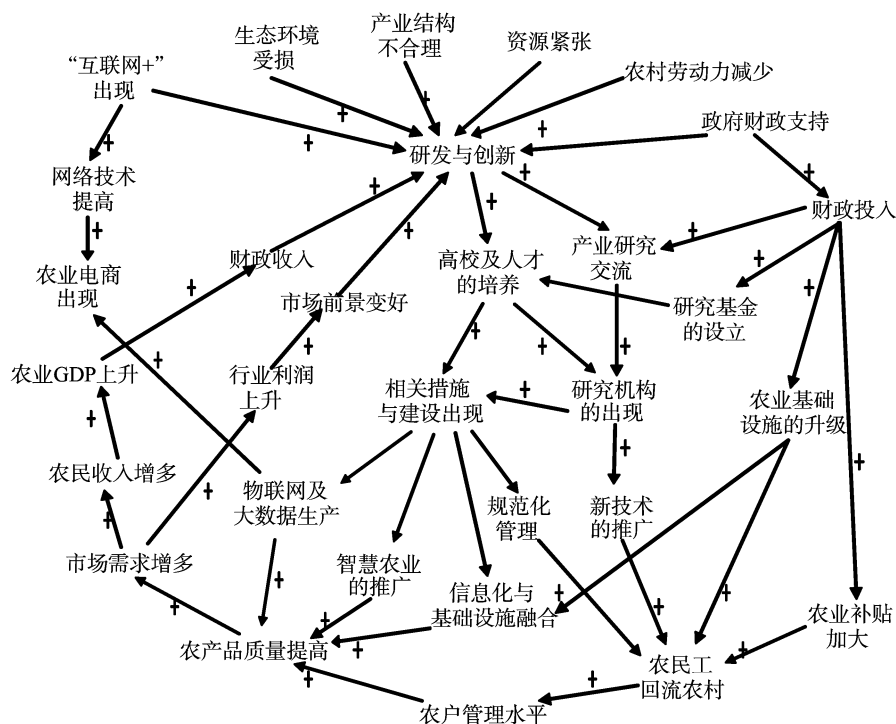 产业结构
不合理
生态环境
受损
资源紧张
“互联网+”
出现
农村劳动力减少
政府财政支持
研发与创新
网络技术
提高
财政投入
产业研究
交流
高校及人才
的培养
财政收入
农业电商
出现
市场前景变好
研究基金
的设立
农业GDP上升
行业利润
上升
相关措施
与建设出现
研究机构
的出现
农业基础
设施的升级
农民收入增多
物联网及
大数据生产
规范化
管理
新技术
的推广
市场需求增多
智慧农业
的推广
信息化与
基础设施融合
农业补贴
加大
农产品质量提高
农民工
回流农村
农户管理水平